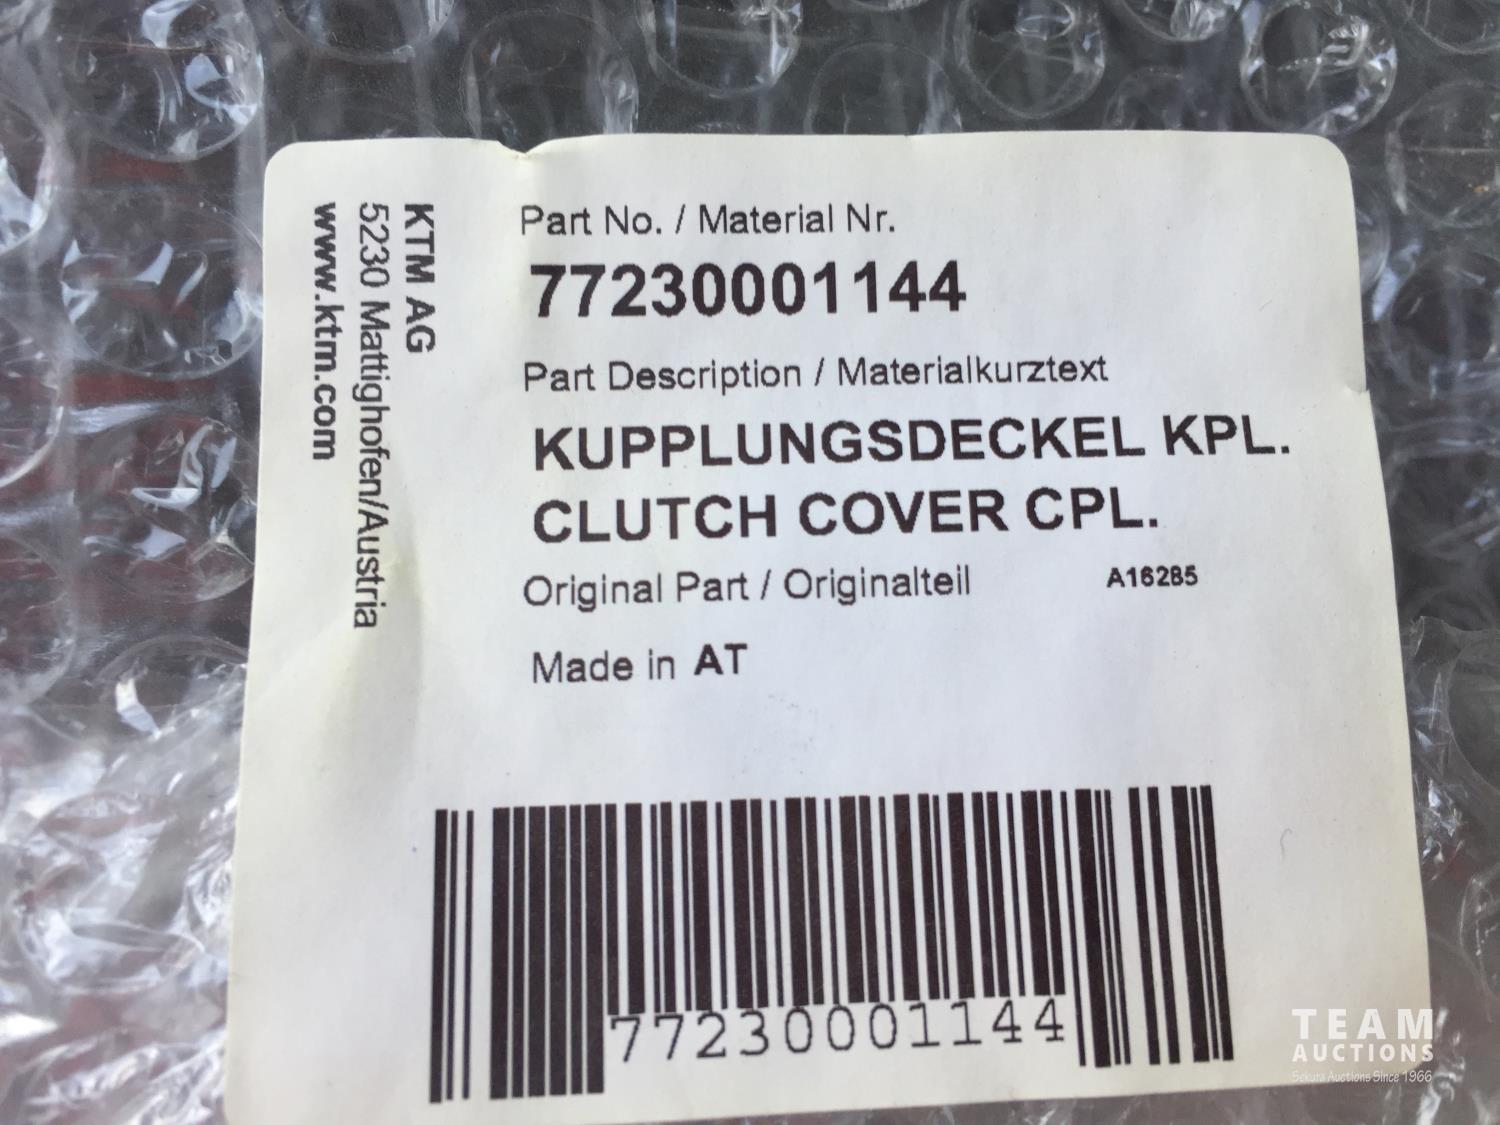 KTM AG
5230 Mattighofen/Austria
www.ktm.com
Part No. / Material Nr.
77230001144
Part Description / Materialkurztext
KUPPLUNGSDECKEL KPL.
CLUTCH COVER CPL.
Original Part / Originalteil
A16285
Made in AT
77230001144
TEAM
AUCTIONS
Sekura Auctions Since 1966